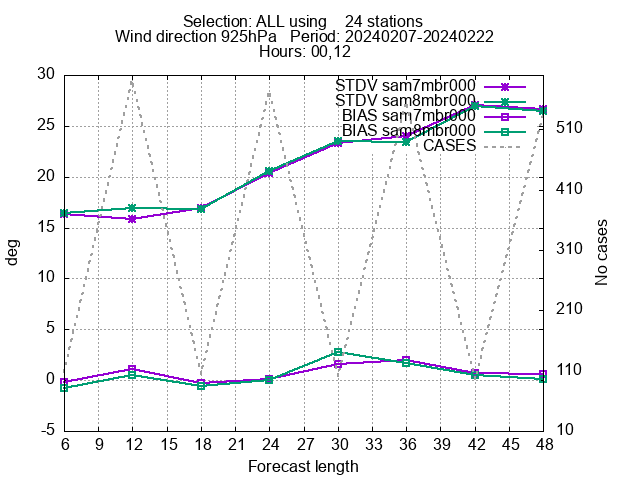 Selection: ALL using    24 stations
Wind direction 925hPa   Period: 20240207-20240222
Hours: 00,12
STDV sam7mbr000
STDV sam8mbr000
BIAS sam7mbr000
BIAS sam8mbr000
CASES
30
25
20
15
10
5
0
-5
deg
510
410
310
210
110
10
No cases
6 9 12 15 18 21 24 27 30 33 36 39 42 45 48
Forecast length